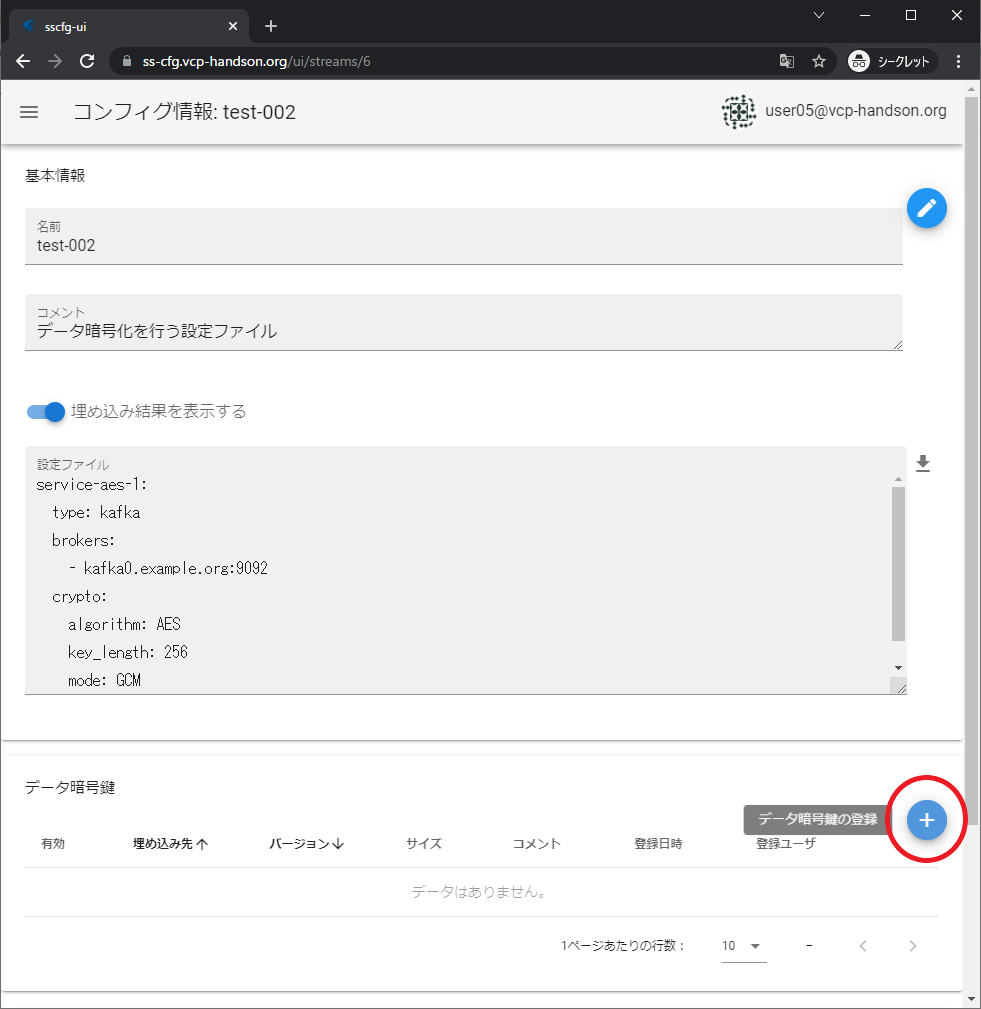 sscfg-ui
ss-cfg.vcp-handson.org/ui/streams/6
シークレット
コンフィグ情報: test-002
user05@vcp-handson.org
基本情報
名前
test-002
コメント
データ暗号化を行う設定ファイル
埋め込み結果を表示する
設定ファイル
service-aes-1:
type: kafka
brokers:
- kafka0.example.org:9092
crypto:
algorithm: AES
key_length: 256
mode: GCM
データ暗号鍵
データ暗号鍵の登録
有効 埋め込み先↑ バージョン↓ サイズ コメント 登録日時 登録ユーザ
データはありません。
1ページあたりの行数： 10 –